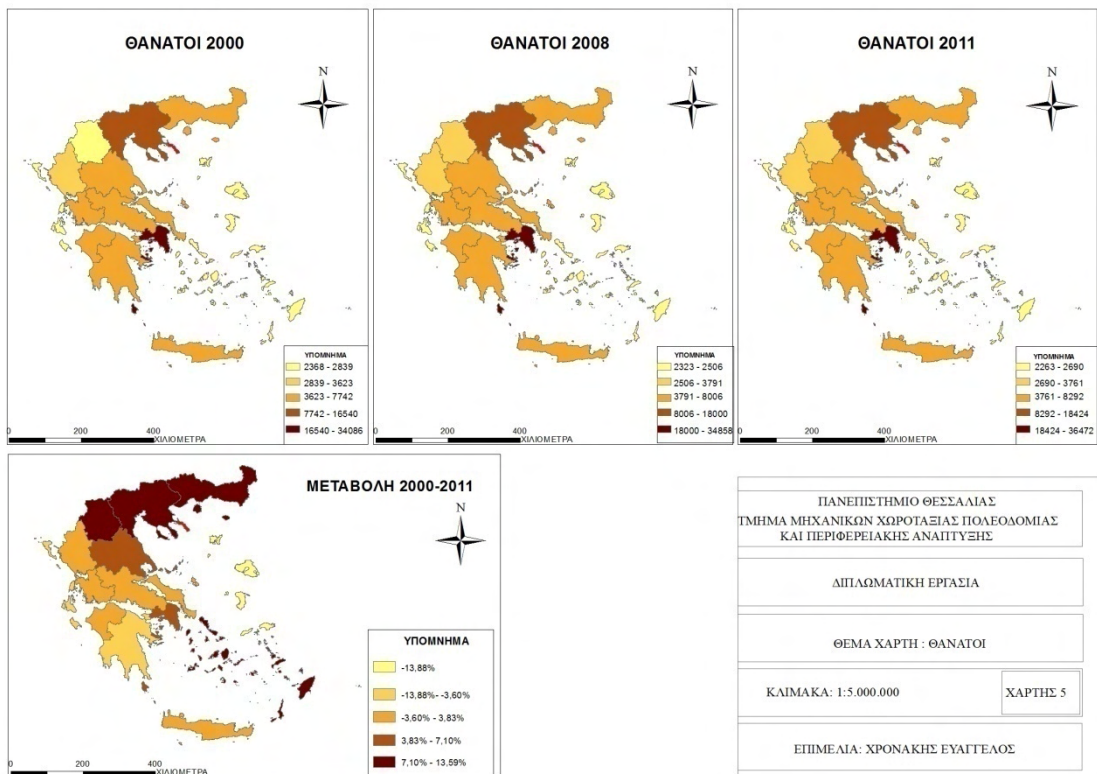 ΘΑΝΑΤΟΙ 2000
N
ΥΠΟΜΝΗΜΑ
2368 - 2839
2839 - 3623
3623 - 7742
7742 - 16540
16540 - 34086
0 200 400
ΧΙΛΙΟΜΕΤΡΑ
ΘΑΝΑΤΟΙ 2008
N
ΥΠΟΜΝΗΜΑ
2323 - 2506
2506 - 3791
3791 - 8006
8006 - 18000
18000 - 34858
0 200 400
ΧΙΛΙΟΜΕΤΡΑ
ΘΑΝΑΤΟΙ 2011
N
ΥΠΟΜΝΗΜΑ
2263 - 2690
2690 - 3761
3761 - 8292
8292 - 18424
18424 - 36472
0 200 400
ΧΙΛΙΟΜΕΤΡΑ
ΜΕΤΑΒΟΛΗ 2000-2011
N
ΥΠΟΜΝΗΜΑ
-13,88%
-13,88% - -3,60%
-3,60% - 3,83%
3,83% - 7,10%
7,10% - 13,59%
0 200 400
ΧΙΛΙΟΜΕΤΡΑ
ΠΑΝΕΠΙΣΤΗΜΙΟ ΘΕΣΣΑΛΙΑΣ
ΤΜΗΜΑ ΜΗΧΑΝΙΚΩΝ ΧΩΡΟΤΑΞΙΑΣ ΠΟΛΕΟΔΟΜΙΑΣ
ΚΑΙ ΠΕΡΙΦΕΡΕΙΑΚΗΣ ΑΝΑΠΤΥΞΗΣ
ΔΙΠΛΩΜΑΤΙΚΗ ΕΡΓΑΣΙΑ
ΘΕΜΑ ΧΑΡΤΗ : ΘΑΝΑΤΟΙ
ΚΛΙΜΑΚΑ: 1:5.000.000
ΧΑΡΤΗΣ 5
ΕΠΙΜΕΛΙΑ: ΧΡΟΝΑΚΗΣ ΕΥΑΓΓΕΛΟΣ